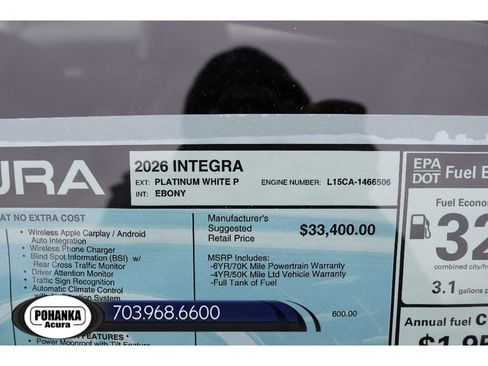 URA
2026 INTEGRA
EXT: PLATINUM WHITE P ENGINE NUMBER: L15CA-1466506
INT: EBONY
EPA
DOT
Fuel E
Fuel Econo
32
combined city/h
3.1 gallons p
Annual fuel C
AT NO EXTRA COST
• Wireless Apple Carplay / Android
Auto Integration
• Wireless Phone Charger
• Blind Spot Information (BSI) w/
Rear Cross Traffic Monitor
• Driver Attention Monitor
• Traffic Sign Recognition
• Automatic Climate Control
System
FEATURES •
• Power Moonroof with Tilt Feature
Manufacturer's
Suggested
Retail Price
$33,400.00
MSRP Includes:
-6YR/70K Mile Powertrain Warranty
-4YR/50K Mile Ltd Vehicle Warranty
-Full Tank of Fuel
600.00
POHANKA
Acura
703.968.6600